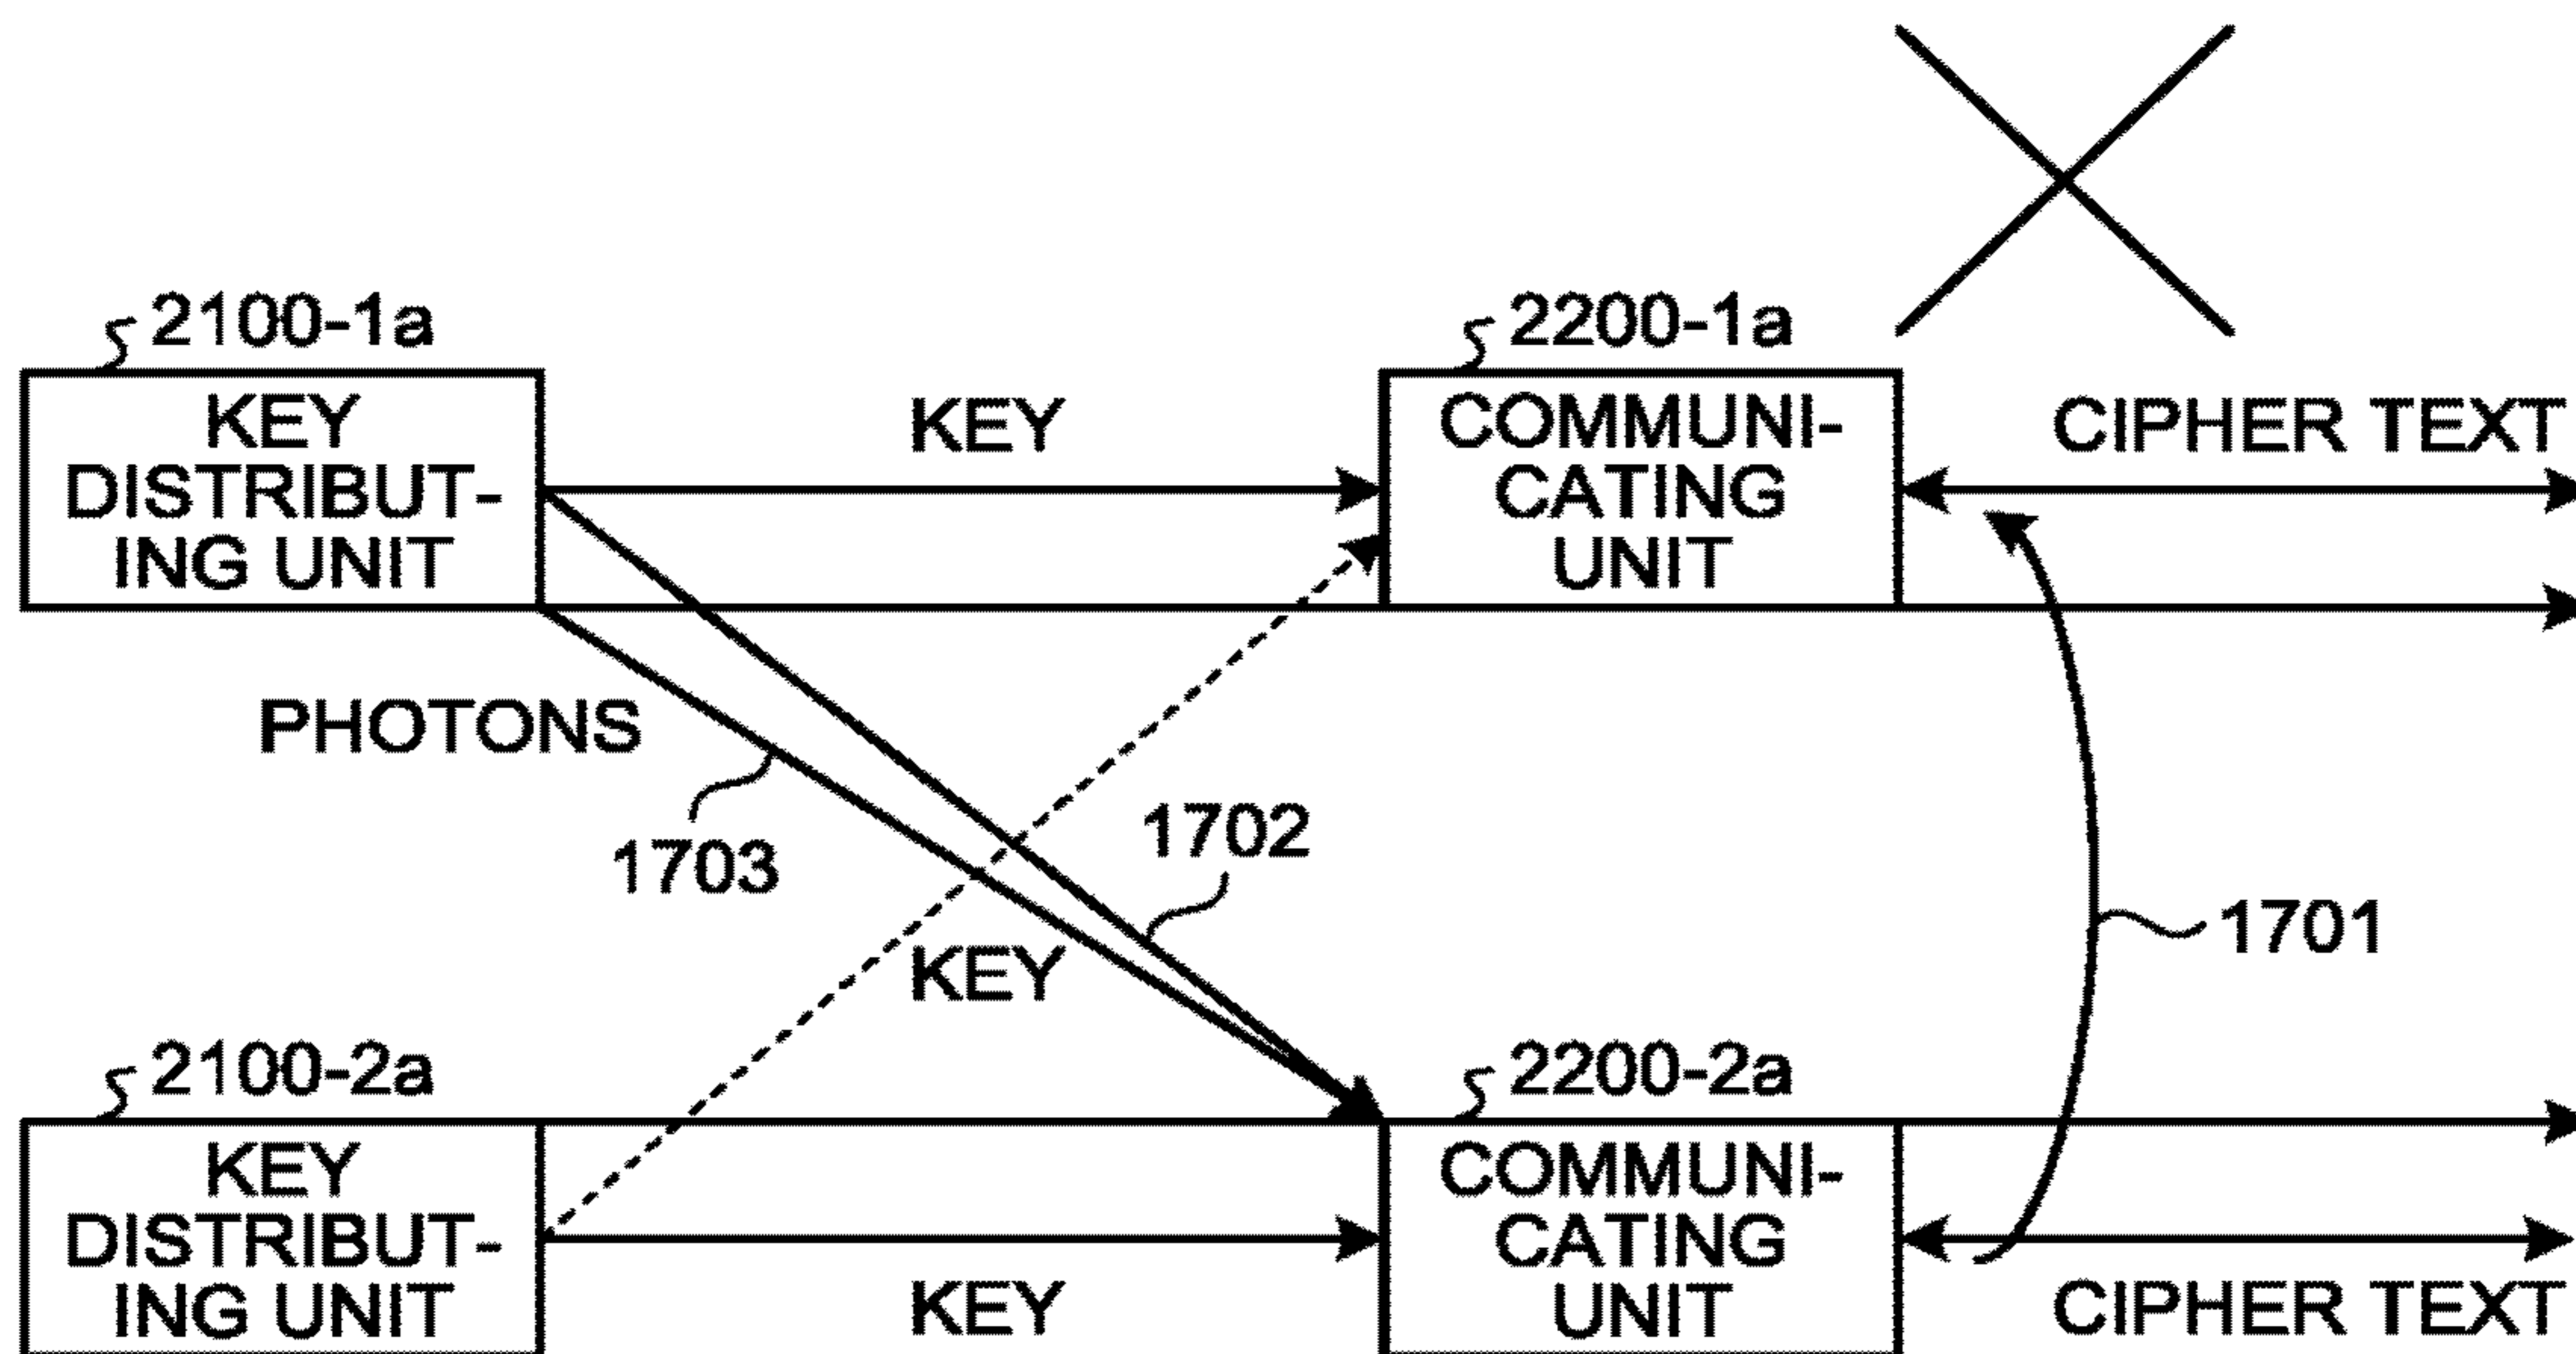 2100-1a
2200-1a
KEY
DISTRIBUT-
ING UNIT
KEY
COMMUNI-
CATING
UNIT
CIPHER TEXT
PHOTONS
1703
1702
1701
KEY
2100-2a
2200-2a
KEY
DISTRIBUT-
ING UNIT
KEY
COMMUNI-
CATING
UNIT
CIPHER TEXT